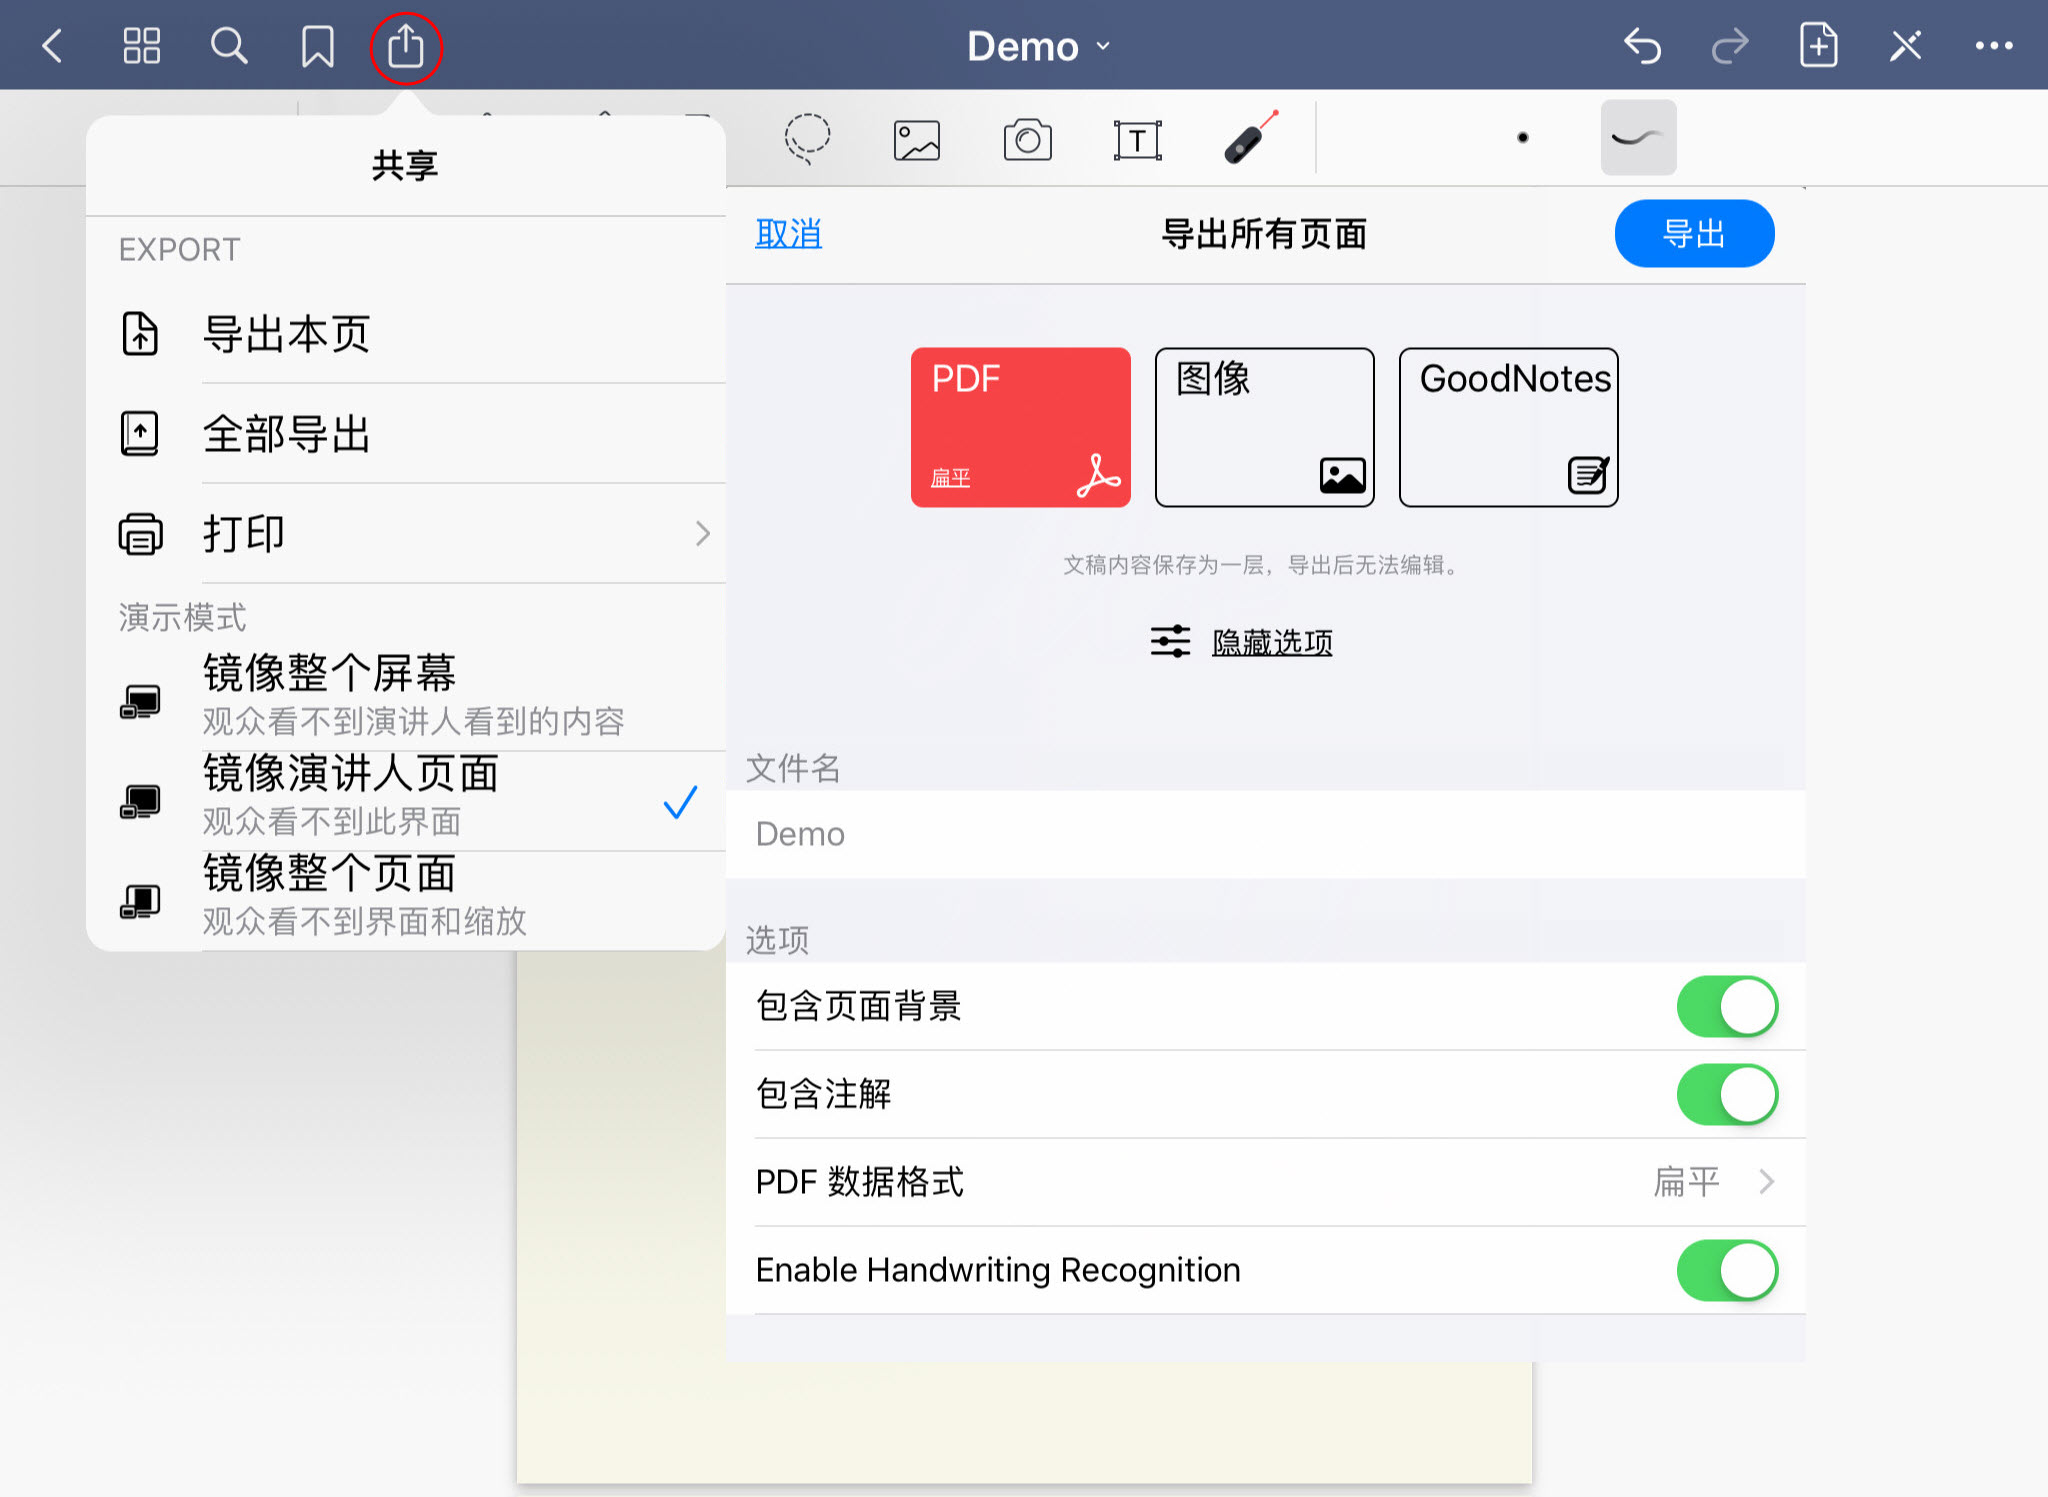 Demo
T
共享
EXPORT
导出本页
全部导出
打印
演示模式
镜像整个屏幕
观众看不到演讲人看到的内容
镜像演讲人页面
观众看不到此界面
镜像整个页面
观众看不到界面和缩放
取消
导出所有页面
导出
PDF
扁平
图像
GoodNotes
文稿内容保存为一层，导出后无法编辑。
隐藏选项
文件名
Demo
选项
包含页面背景
包含注解
PDF 数据格式
扁平
Enable Handwriting Recognition